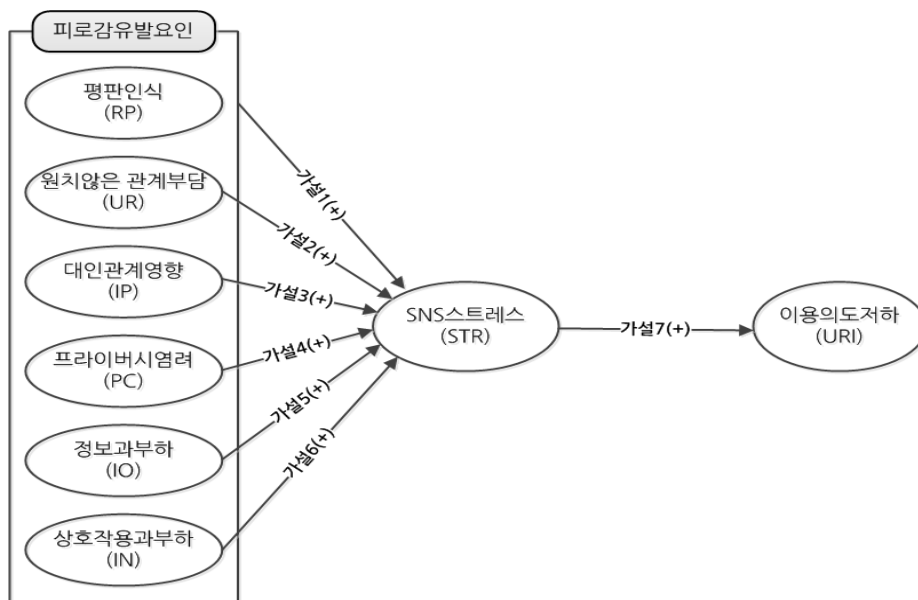 피로감유발요인
평판인식
(RP)
원치않은 관계부담
(UR)
대인관계영향
(IP)
프라이버시염려
(PC)
정보과부하
(IO)
상호작용과부하
(IN)
가설1(+)
가설2(+)
가설3(+)
가설4(+)
가설5(+)
가설6(+)
SNS스트레스
(STR)
가설7(+)
이용의도저하
(URI)